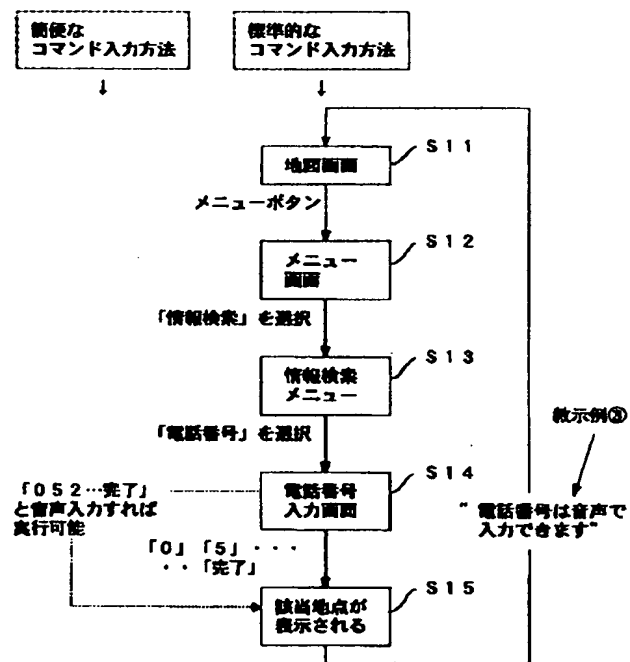 簡便な
コマンド入力方法
標準的な
コマンド入力方法
↓
↓
S11
地図画面
メニューボタン
S12
メニュー
画面
「情報検索」を選択
S13
情報検索
メニュー
「電話番号」を選択
教示例③
S14
電話番号
入力画面
「052…完了」
と音声入力すれば
実行可能
"電話番号は音声で
入力できます"
「0」「5」・・・
・・「完了」
S15
該当地点が
表示される